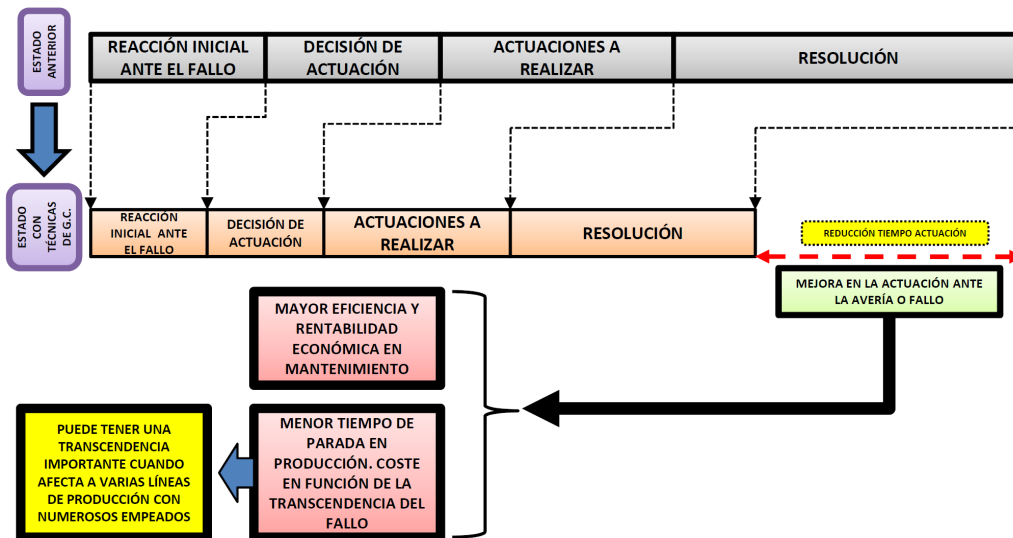 ESTADO
ANTERIOR
REACCIÓN INICIAL
ANTE EL FALLO
DECISIÓN DE
ACTUACIÓN
ACTUACIONES A
REALIZAR
RESOLUCIÓN
ESTADO
CON
TÉCNICAS
DE G.C.
REACCIÓN
INICIAL ANTE
EL FALLO
DECISIÓN DE
ACTUACIÓN
ACTUACIONES A
REALIZAR
RESOLUCIÓN
REDUCCIÓN TIEMPO ACTUACIÓN
MEJORA EN LA ACTUACIÓN ANTE
LA AVERÍA O FALLO
MAYOR EFICIENCIA Y
RENTABILIDAD
ECONÓMICA EN
MANTENIMIENTO
MENOR TIEMPO DE
PARADA EN
PRODUCCIÓN. COSTE
EN FUNCIÓN DE LA
TRANSCENDENCIA DEL
FALLO
PUEDE TENER UNA
TRANSCENDENCIA
IMPORTANTE CUANDO
AFECTA A VARIAS LÍNEAS
DE PRODUCCIÓN CON
NUMEROSOS EMPEADOS